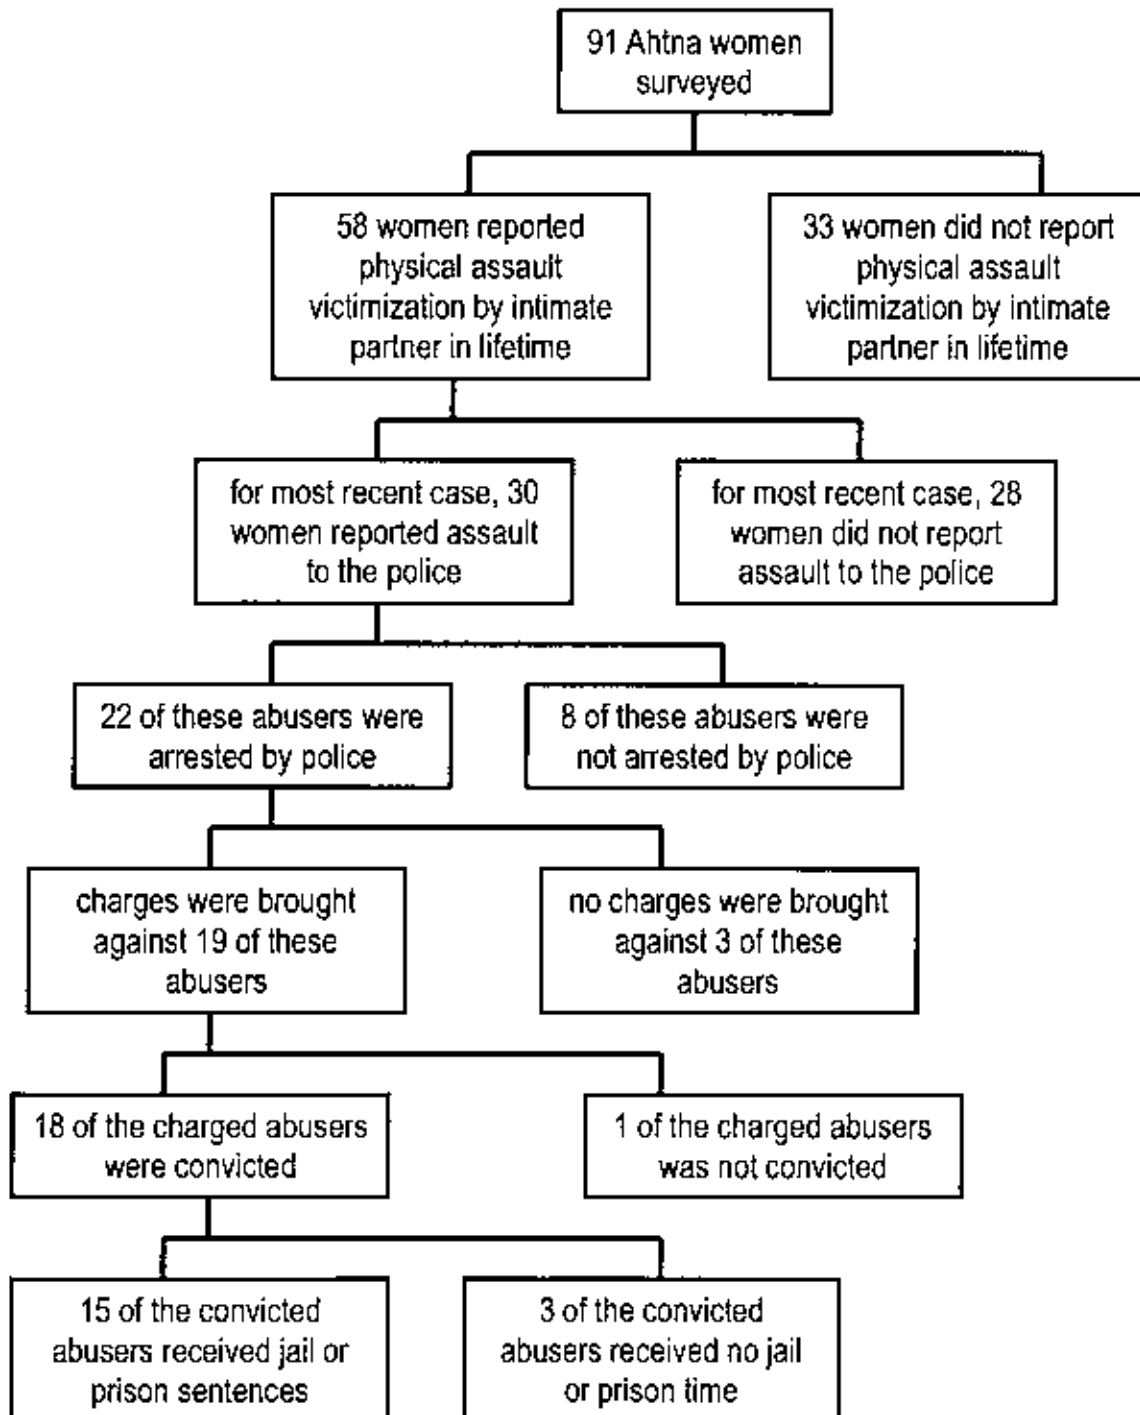 91 Ahtna women
surveyed
58 women reported
physical assault
victimization by intimate
partner in lifetime
33 women did not report
physical assault
victimization by intimate
partner in lifetime
for most recent case, 30
women reported assault
to the police
for most recent case, 28
women did not report
assault to the police
22 of these abusers were
arrested by police
8 of these abusers were
not arrested by police
charges were brought
against 19 of these
abusers
no charges were brought
against 3 of these
abusers
18 of the charged abusers
were convicted
1 of the charged abusers
was not convicted
15 of the convicted
abusers received jail or
prison sentences
3 of the convicted
abusers received no jail
or prison time